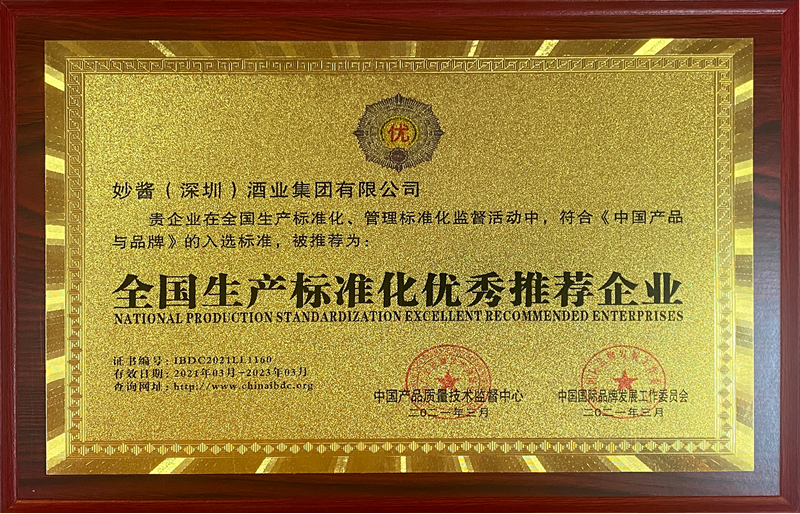 优
妙酱（深圳）酒业集团有限公司
贵企业在全国生产标准化、管理标准化监督活动中，符合《中国产品
与品牌》的入选标准，被推荐为：
全国生产标准化优秀推荐企业
NATIONAL PRODUCTION STANDARDIZATION EXCELLENT RECOMMENDED ENTERPRISES
证书编号：IBDC2021LL1160
有效日期：2021年03月-2023年03月
查询网址：http://www.chinaibdc.org
中国产品质量技术监督中心
二〇二一年三月
中国国际品牌发展工作委员会
二〇二一年三月